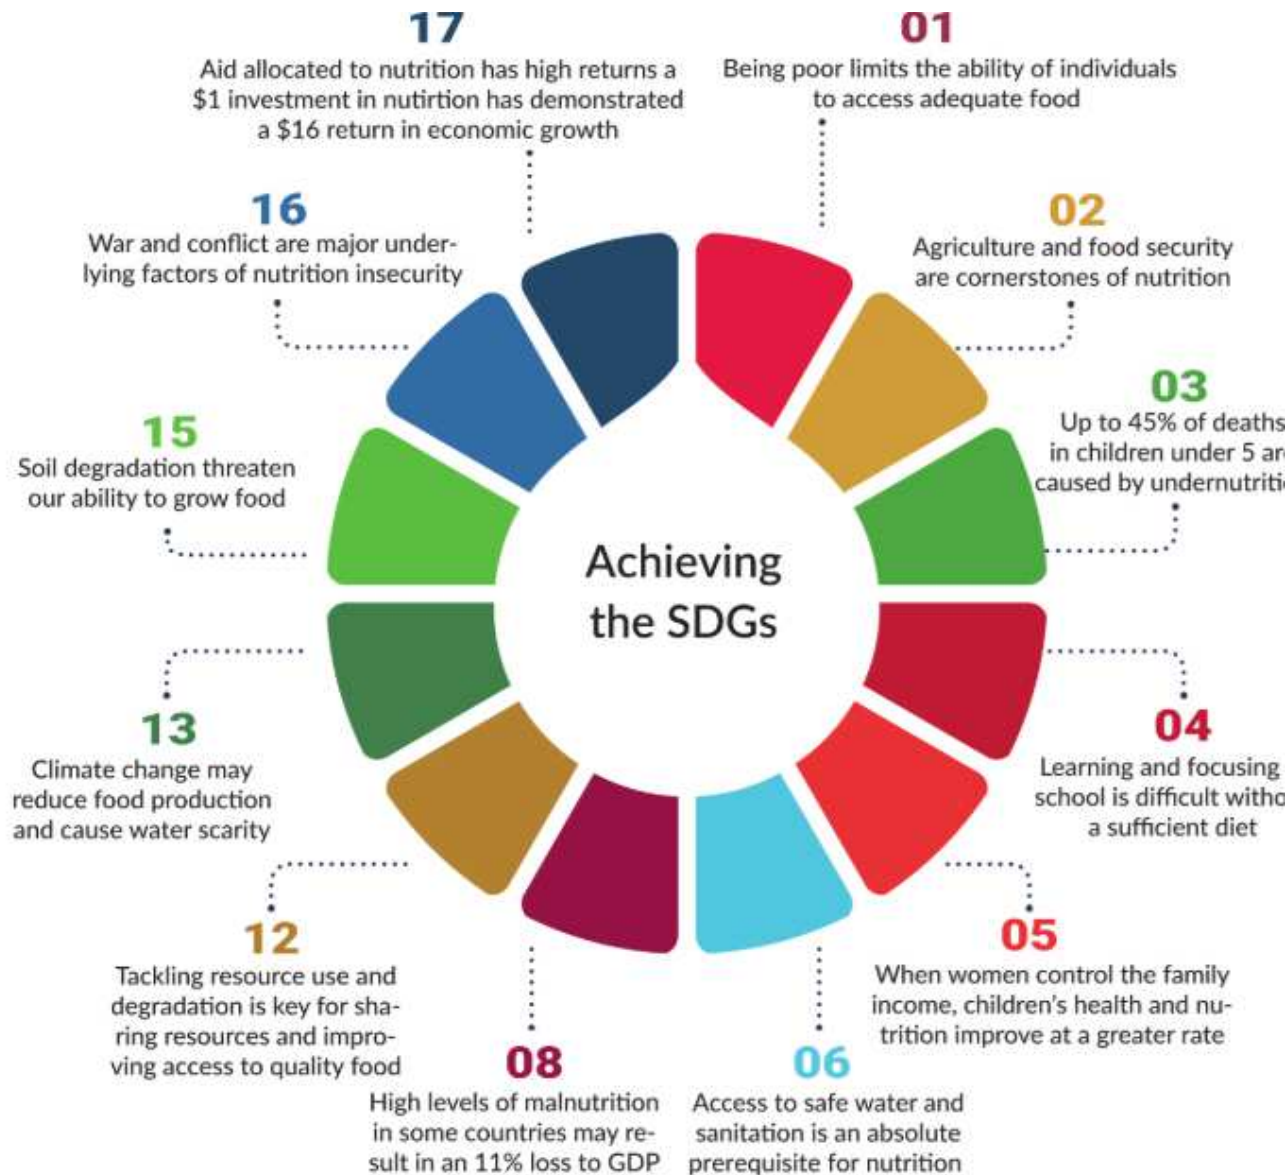 17
Aid allocated to nutrition has high returns a
$1 investment in nutirtion has demonstrated
a $16 return in economic growth
01
Being poor limits the ability of individuals
to access adequate food
16
War and conflict are major under-
lying factors of nutrition insecurity
02
Agriculture and food security
are cornerstones of nutrition
03
Up to 45% of deaths
in children under 5 are
caused by undernutritio
15
Soil degradation threaten
our ability to grow food
Achieving
the SDGs
13
Climate change may
reduce food production
and cause water scarity
04
Learning and focusing
school is difficult witho
a sufficient diet
12
Tackling resource use and
degradation is key for sha-
ring resources and impro-
ving access to quality food
05
When women control the family
income, children's health and nu-
trition improve at a greater rate
08
High levels of malnutrition
in some countries may re-
sult in an 11% loss to GDP
06
Access to safe water and
sanitation is an absolute
prerequisite for nutrition